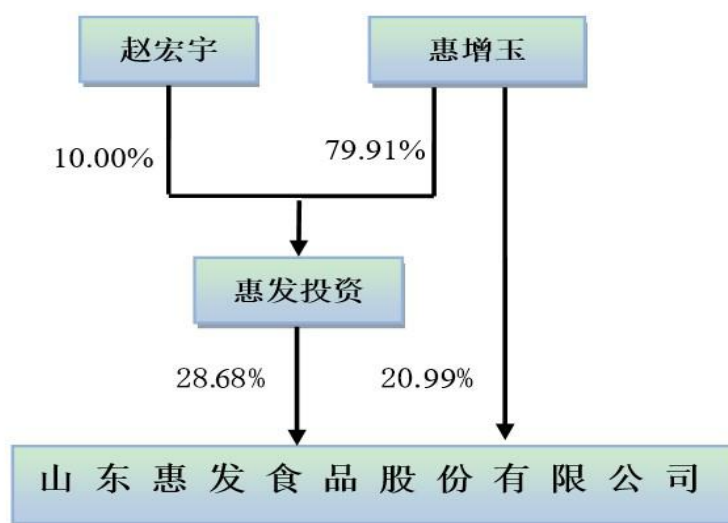 赵宏宇
惠增玉
10.00%
79.91%
惠发投资
28.68%
20.99%
山东惠发食品股份有限公司